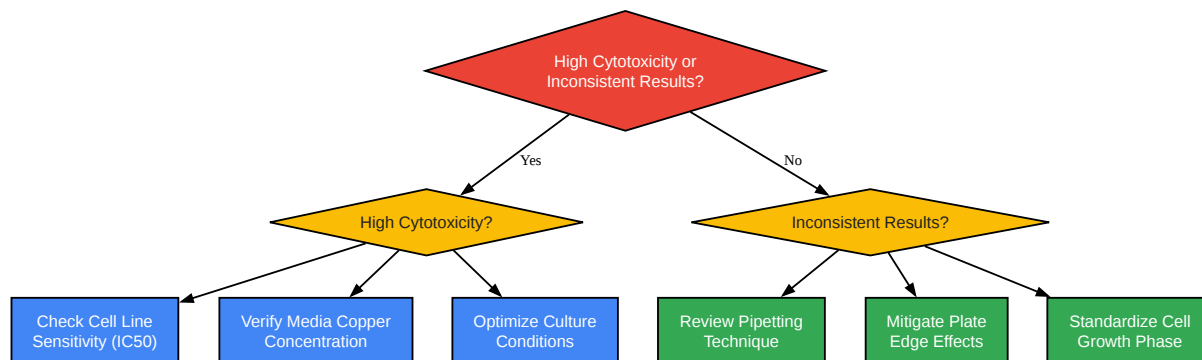 High Cytotoxicity or
Inconsistent Results?
Yes
No
High Cytotoxicity?
Inconsistent Results?
Check Cell Line
Sensitivity (IC50)
Verify Media Copper
Concentration
Optimize Culture
Conditions
Review Pipetting
Technique
Mitigate Plate
Edge Effects
Standardize Cell
Growth Phase